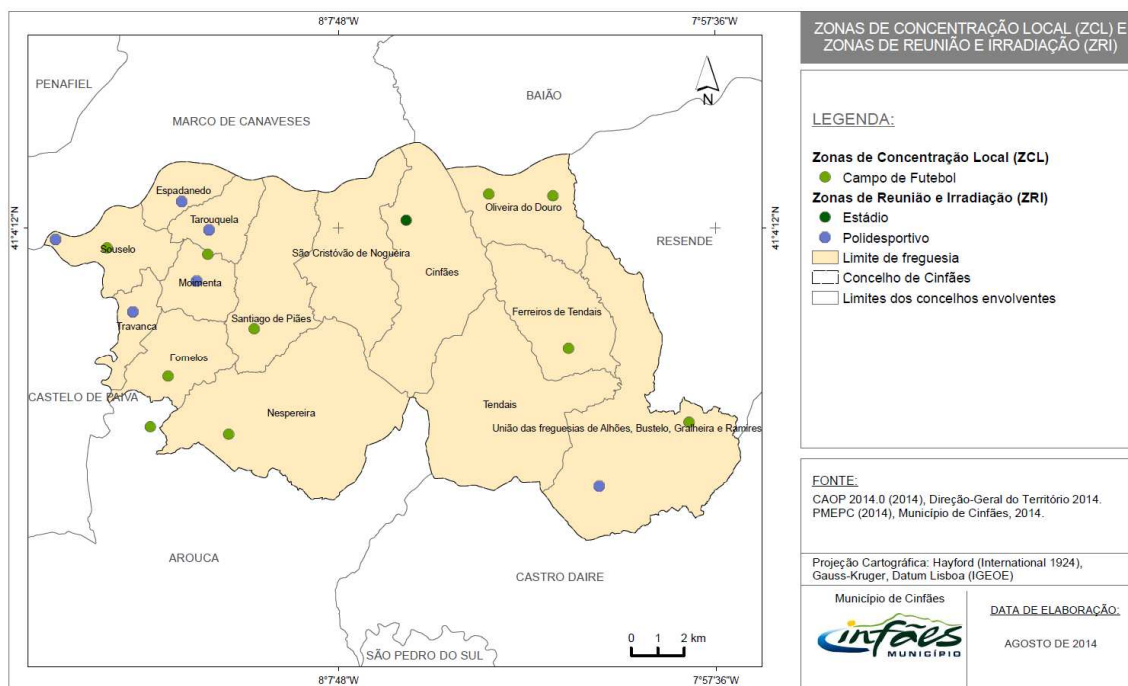 8°7'48"W
7°57'36"W
PENAFIEL
BAIÃO
N
MARCO DE CANAVESES
Espadanedo
Tarouquela
Oliveira do Douro
41°4'12"N
41°4'12"N
RESENDE
Souselo
São Cristóvão de Nogueira
Cinfães
Moimenta
Ferreiros de Tendais
Santiago de Piães
Travanca
Fornelos
CASTELO DE PAIVA
Nespereira
Tendais
União das freguesias de Alhões, Bustelo, Gralheira e Ramires
AROUCA
CASTRO DAIRE
SÃO PEDRO DO SUL
0 1 2 km
8°7'48"W
7°57'36"W
ZONAS DE CONCENTRAÇÃO LOCAL (ZCL) E
ZONAS DE REUNIÃO E IRRADIAÇÃO (ZRI)
LEGENDA:
Zonas de Concentração Local (ZCL)
Campo de Futebol
Zonas de Reunião e Irradiação (ZRI)
Estádio
Polidesportivo
Limite de freguesia
Concelho de Cinfães
Limites dos concelhos envolventes
FONTE:
CAOP 2014.0 (2014), Direção-Geral do Território 2014.
PMEPC (2014), Município de Cinfães, 2014.
Projeção Cartográfica: Hayford (International 1924),
Gauss-Kruger, Datum Lisboa (IGEOE)
Município de Cinfães
cinfães
MUNICÍPIO
DATA DE ELABORAÇÃO:
AGOSTO DE 2014